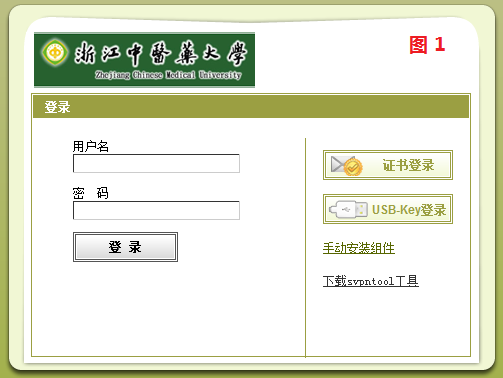 浙江中醫藥大學
Zhejiang Chinese Medical University
图 1
登录
用户名
密 码
登 录
证书登录
USB-Key登录
手动安装组件
下载svpntool工具